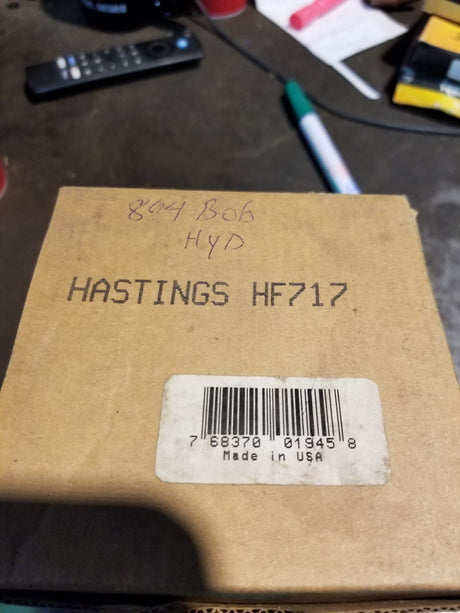 804 Bob
HYD
HASTINGS HF717
7 68370 01945 8
Made in USA